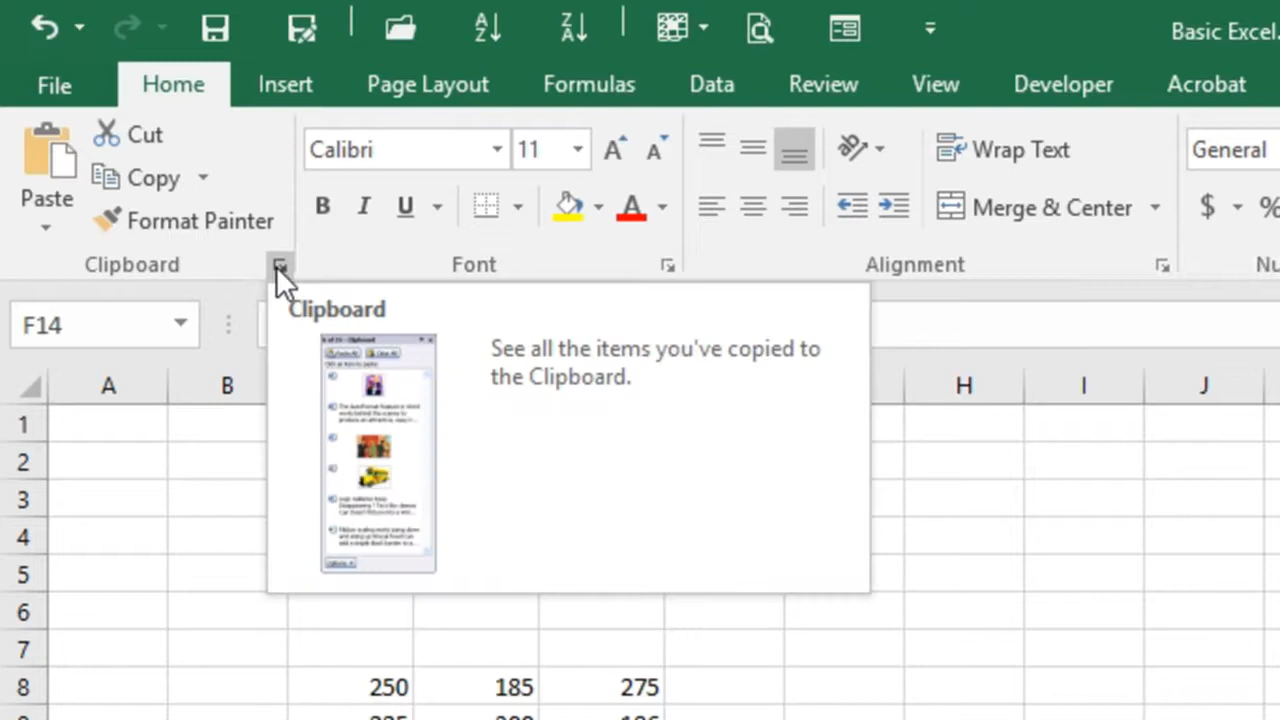 Basic Excel.
File Home Insert Page Layout Formulas Data Review View Developer Acrobat
Cut
Calibri 11 A A Wrap Text General
Copy
Paste B I U A Merge & Center $ %
Format Painter
Clipboard Font Alignment Nu
F14
Clipboard
See all the items you've copied to
the Clipboard.
A B H I J
1
2
3
4
5
6
7
8 250 185 275